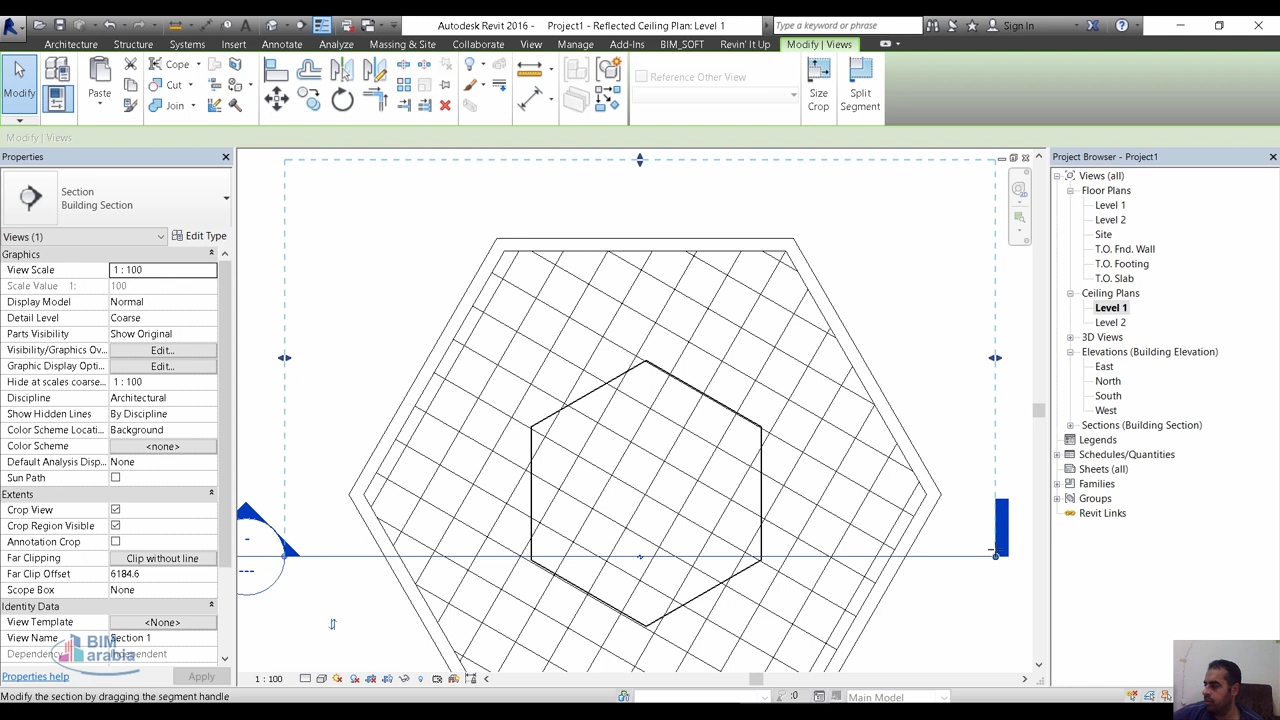 Autodesk Revit 2016 - Project1 - Reflected Ceiling Plan: Level 1
Type a keyword or phrase
Sign In
Architecture Structure Systems Insert Annotate Analyze Massing & Site Collaborate View Manage Add-Ins BIM_SOFT Revin' It Up Modify | Views
Modify
Paste
Cop
Cut
Join
Reference Other View
Size Crop
Split Segment
Modify | Views
Properties
Section
Building Section
Views (1)
Edit Type
Graphics
View Scale 1 : 100
Scale Value 1: 100
Display Model Normal
Detail Level Coarse
Parts Visibility Show Original
Visibility/Graphics Ov... Edit...
Graphic Display Opti... Edit...
Hide at scales coarse... 1 : 100
Discipline Architectural
Show Hidden Lines By Discipline
Color Scheme Locati... Background
Color Scheme <none>
Default Analysis Disp... None
Sun Path
Extents
Crop View
Crop Region Visible
Annotation Crop
Far Clipping Clip without line
Far Clip Offset 6184.6
Scope Box None
Identity Data
View Template <None>
View Name Section 1
Dependency Independent
BIM
arabia
Properties help
Apply
-
---
Project Browser - Project1
Views (all)
Floor Plans
Level 1
Level 2
Site
T.O. Fnd. Wall
T.O. Footing
T.O. Slab
Ceiling Plans
Level 1
Level 2
3D Views
Elevations (Building Elevation)
East
North
South
West
Sections (Building Section)
Legends
Schedules/Quantities
Sheets (all)
Families
Groups
Revit Links
1 : 100
Modify the section by dragging the segment handle
:0
Main Model